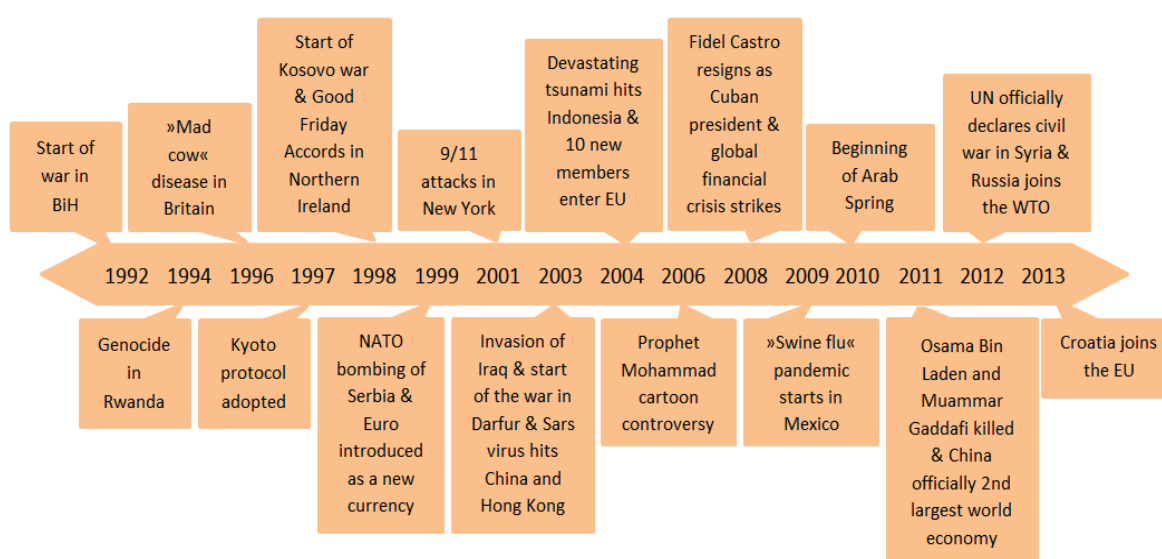 Start of
war in
BiH
»Mad
cow«
disease in
Britain
Start of
Kosovo war
& Good
Friday
Accords in
Northern
Ireland
9/11
attacks in
New York
Devastating
tsunami hits
Indonesia &
10 new
members
enter EU
Fidel Castro
resigns as
Cuban
president &
global
financial
crisis strikes
Beginning
of Arab
Spring
UN officially
declares civil
war in Syria &
Russia joins
the WTO
1992 1994 1996 1997 1998 1999 2001 2003 2004 2006 2008 2009 2010 2011 2012 2013
Genocide
in
Rwanda
Kyoto
protocol
adopted
NATO
bombing of
Serbia &
Euro
introduced
as a new
currency
Invasion of
Iraq & start
of the war in
Darfur & Sars
virus hits
China and
Hong Kong
Prophet
Mohammad
cartoon
controversy
»Swine flu«
pandemic
starts in
Mexico
Osama Bin
Laden and
Muammar
Gaddafi killed
& China
officially 2nd
largest world
economy
Croatia joins
the EU